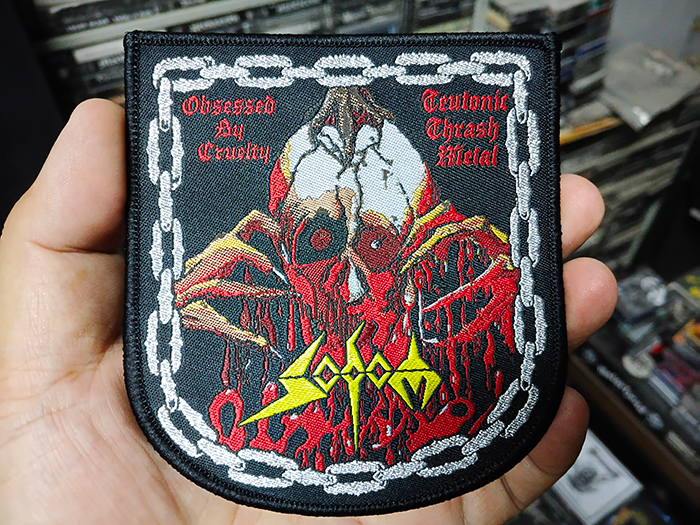 Obsessed
By
Cruelty
Teutonic
Thrash
Metal
SODOM